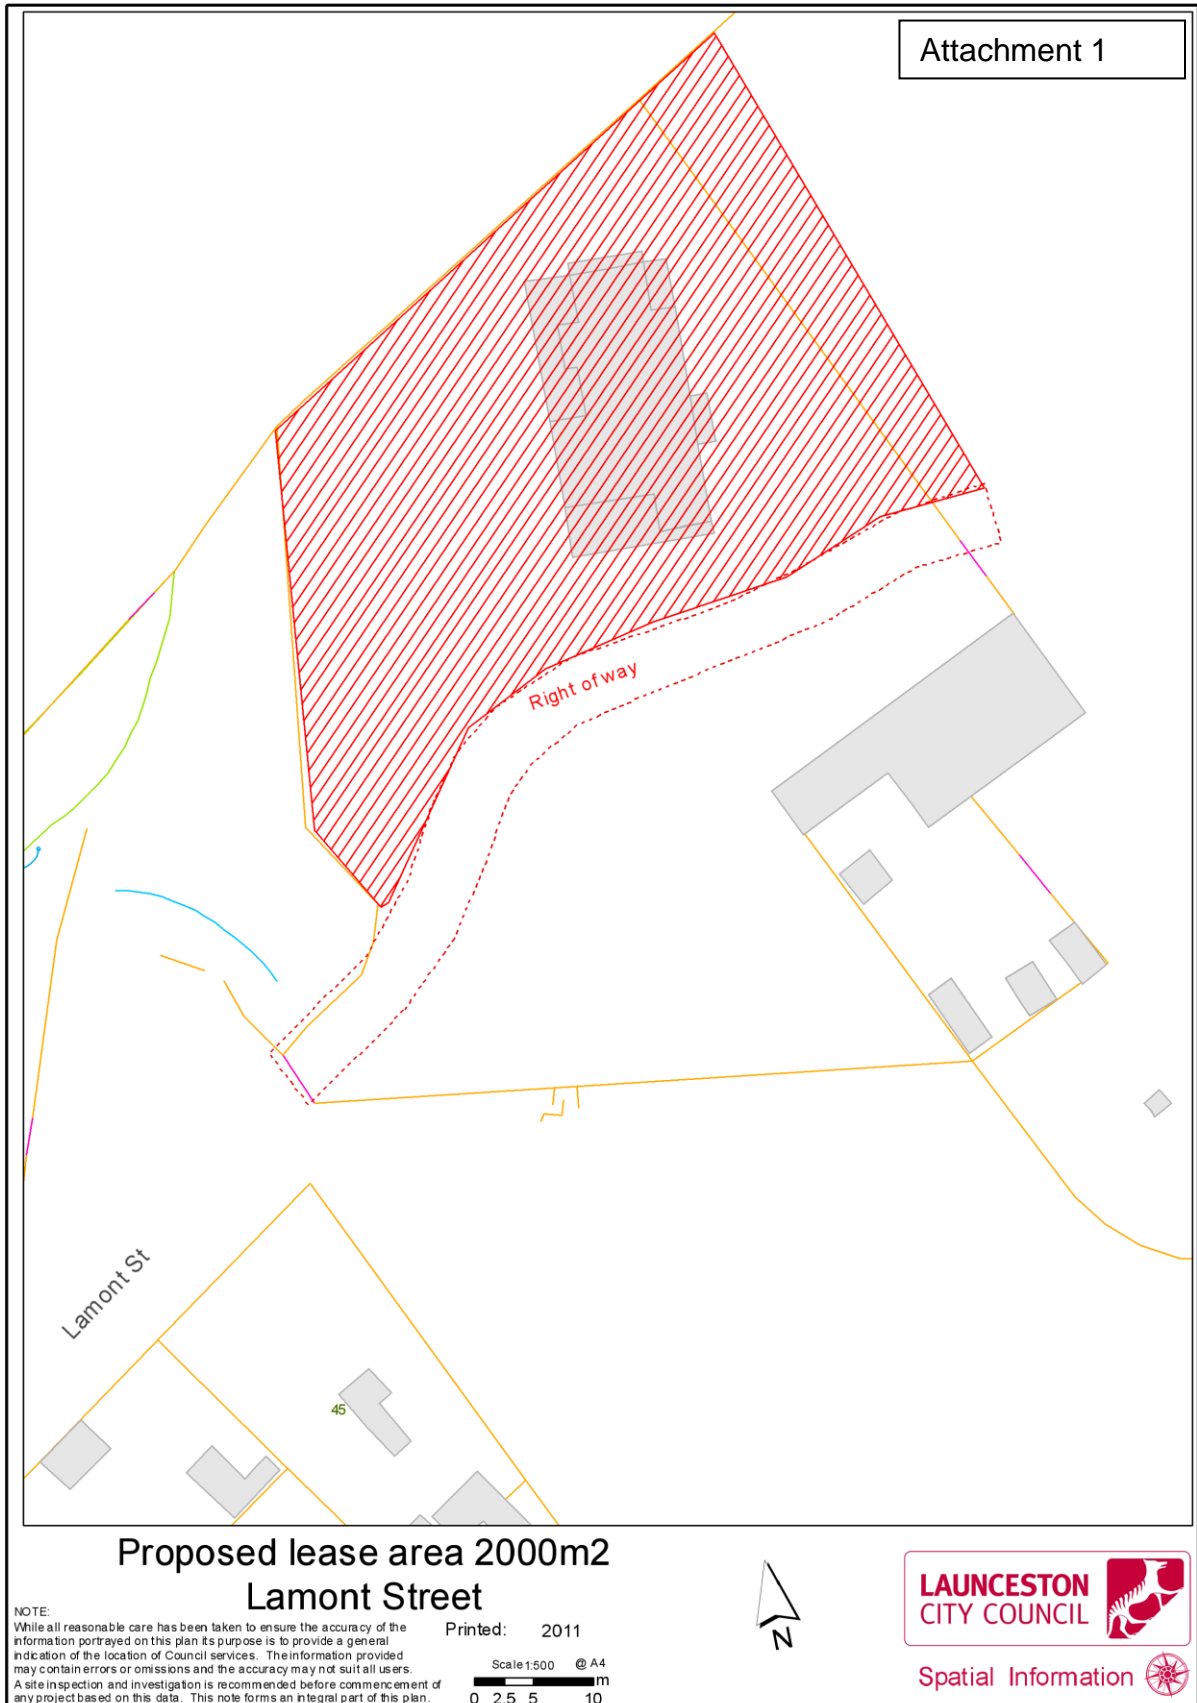 Attachment 1
Right of way
Lamont St
45
Proposed lease area 2000m2
Lamont Street
NOTE:
While all reasonable care has been taken to ensure the accuracy of the
information portrayed on this plan its purpose is to provide a general
indication of the location of Council services. The information provided
may contain errors or omissions and the accuracy may not suit all users.
A site inspection and investigation is recommended before commencement of
any project based on this data. This note forms an integral part of this plan.
Printed: 2011
Scale 1:500 @ A4
m
0 2.5 5 10
N
LAUNCESTON
CITY COUNCIL
Spatial Information